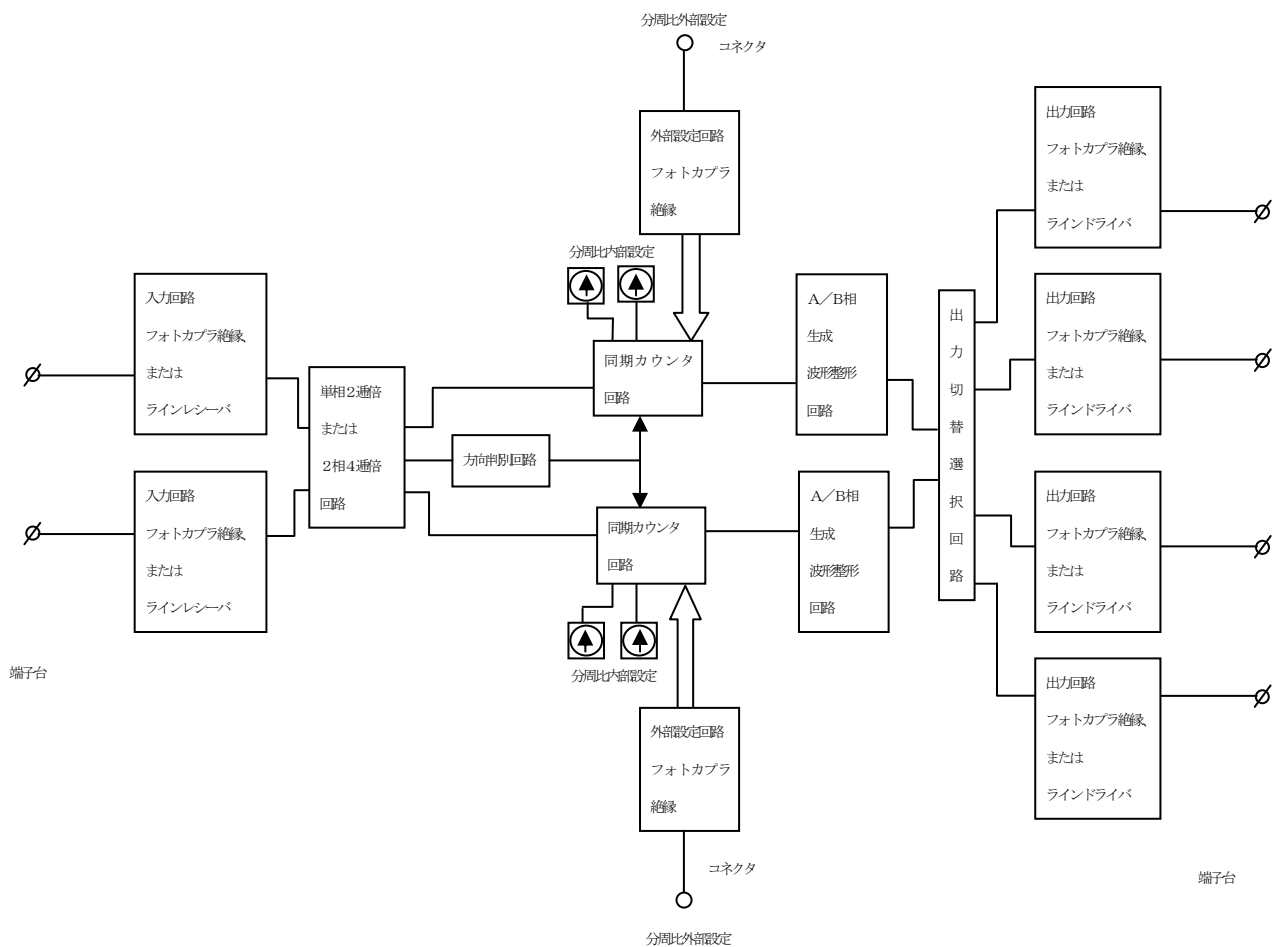 分周比外部設定
コネクタ
外部設定回路
フォトカプラ
絶縁
分周比内部設定
入力回路
フォトカプラ絶縁、
または
ラインレシーバ
入力回路
フォトカプラ絶縁、
または
ラインレシーバ
端子台
単相２逓倍
または
２相４逓倍
回路
方向判別回路
同期カウンタ
回路
同期カウンタ
回路
分周比内部設定
外部設定回路
フォトカプラ
絶縁
コネクタ
分周比外部設定
Ａ／Ｂ相
生成
波形整形
回路
Ａ／Ｂ相
生成
波形整形
回路
出
力
切
替
選
択
回
路
出力回路
フォトカプラ絶縁、
または
ラインドライバ
出力回路
フォトカプラ絶縁、
または
ラインドライバ
出力回路
フォトカプラ絶縁、
または
ラインドライバ
出力回路
フォトカプラ絶縁、
または
ラインドライバ
端子台